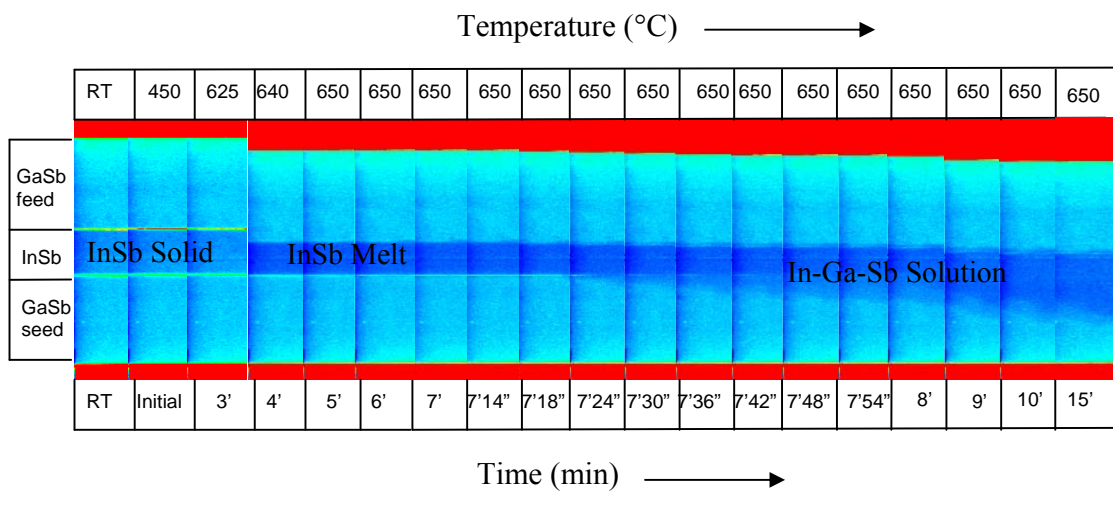 Temperature (°C)
RT 450 625 640 650 650 650 650 650 650 650 650 650 650 650 650 650 650 650
GaSb
feed
InSb
GaSb
seed
InSb Solid
InSb Melt
In-Ga-Sb Solution
RT Initial 3’ 4’ 5’ 6’ 7’ 7’14” 7’18” 7’24” 7’30” 7’36” 7’42” 7’48” 7’54” 8’ 9’ 10’ 15’
Time (min)